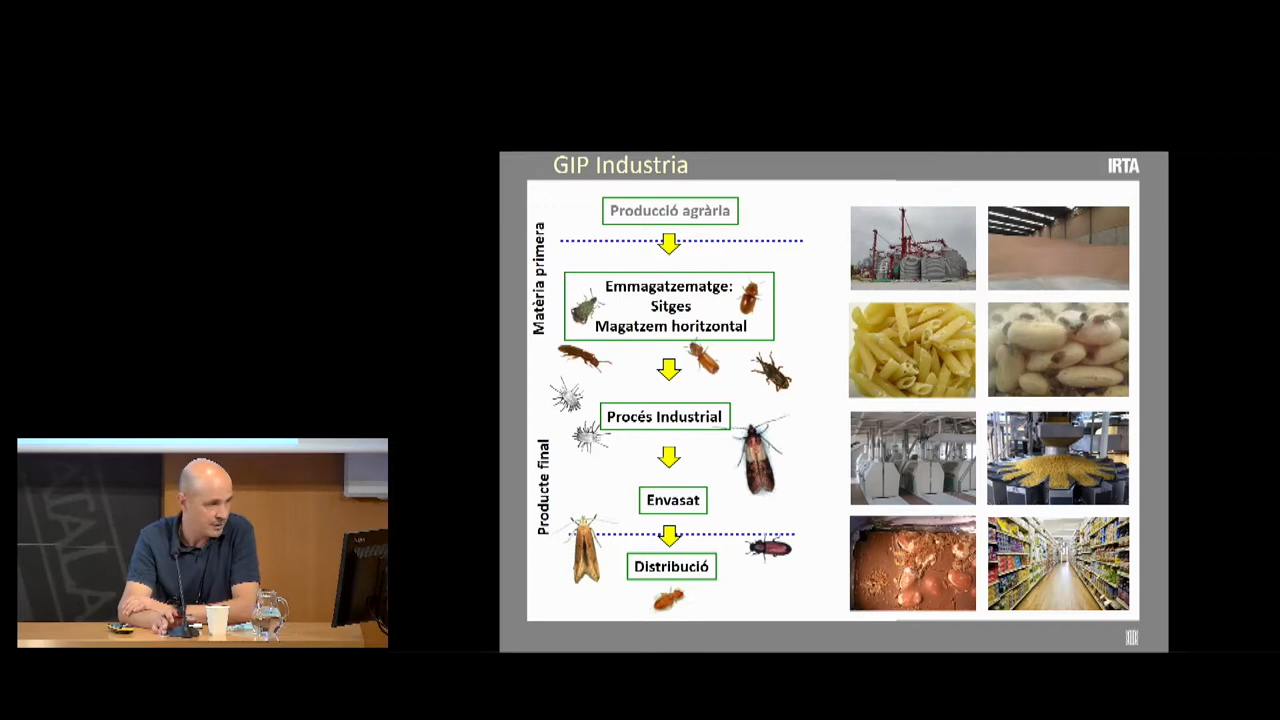 GIP Industria
IRTA
Producció agrària
Matèria primera
Emmagatzematge:
Sitges
Magatzem horitzontal
Procés Industrial
Producte final
Envasat
Distribució